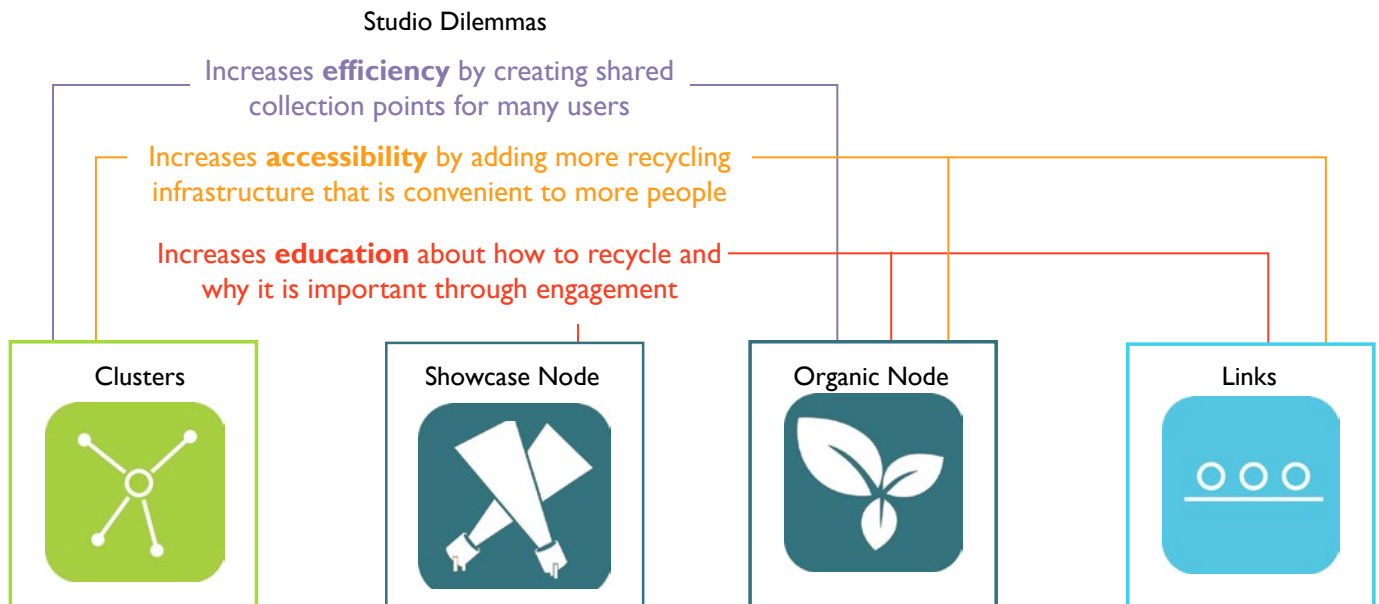 Studio Dilemmas
Increases efficiency by creating shared
collection points for many users
Increases accessibility by adding more recycling
infrastructure that is convenient to more people
Increases education about how to recycle and
why it is important through engagement
Clusters
Showcase Node
Organic Node
Links